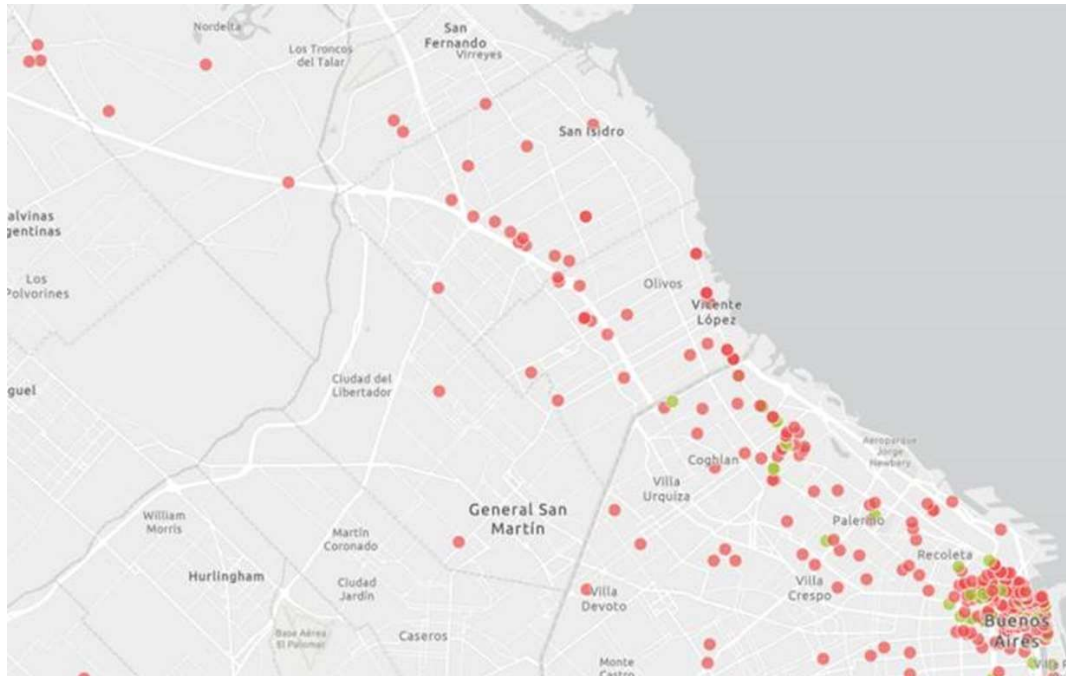 Nordelta
San
Fernando
Virreyes
Los Troncos
del Talar
San Isidro
alvinas
gentinas
Los
Polvorines
Olivos
Vicente
López
guel
Ciudad del
Libertador
Aeroparque
Jorge
Newbery
Coghlan
Villa
Urquiza
General San
Martín
Palermo
William
Morris
Martín
Coronado
Recoleta
Hurlingham
Ciudad
Jardín
Villa
Devoto
Villa
Crespo
Base Aérea
El Palomar
Caseros
Buenos
Aires
Monte
Castro